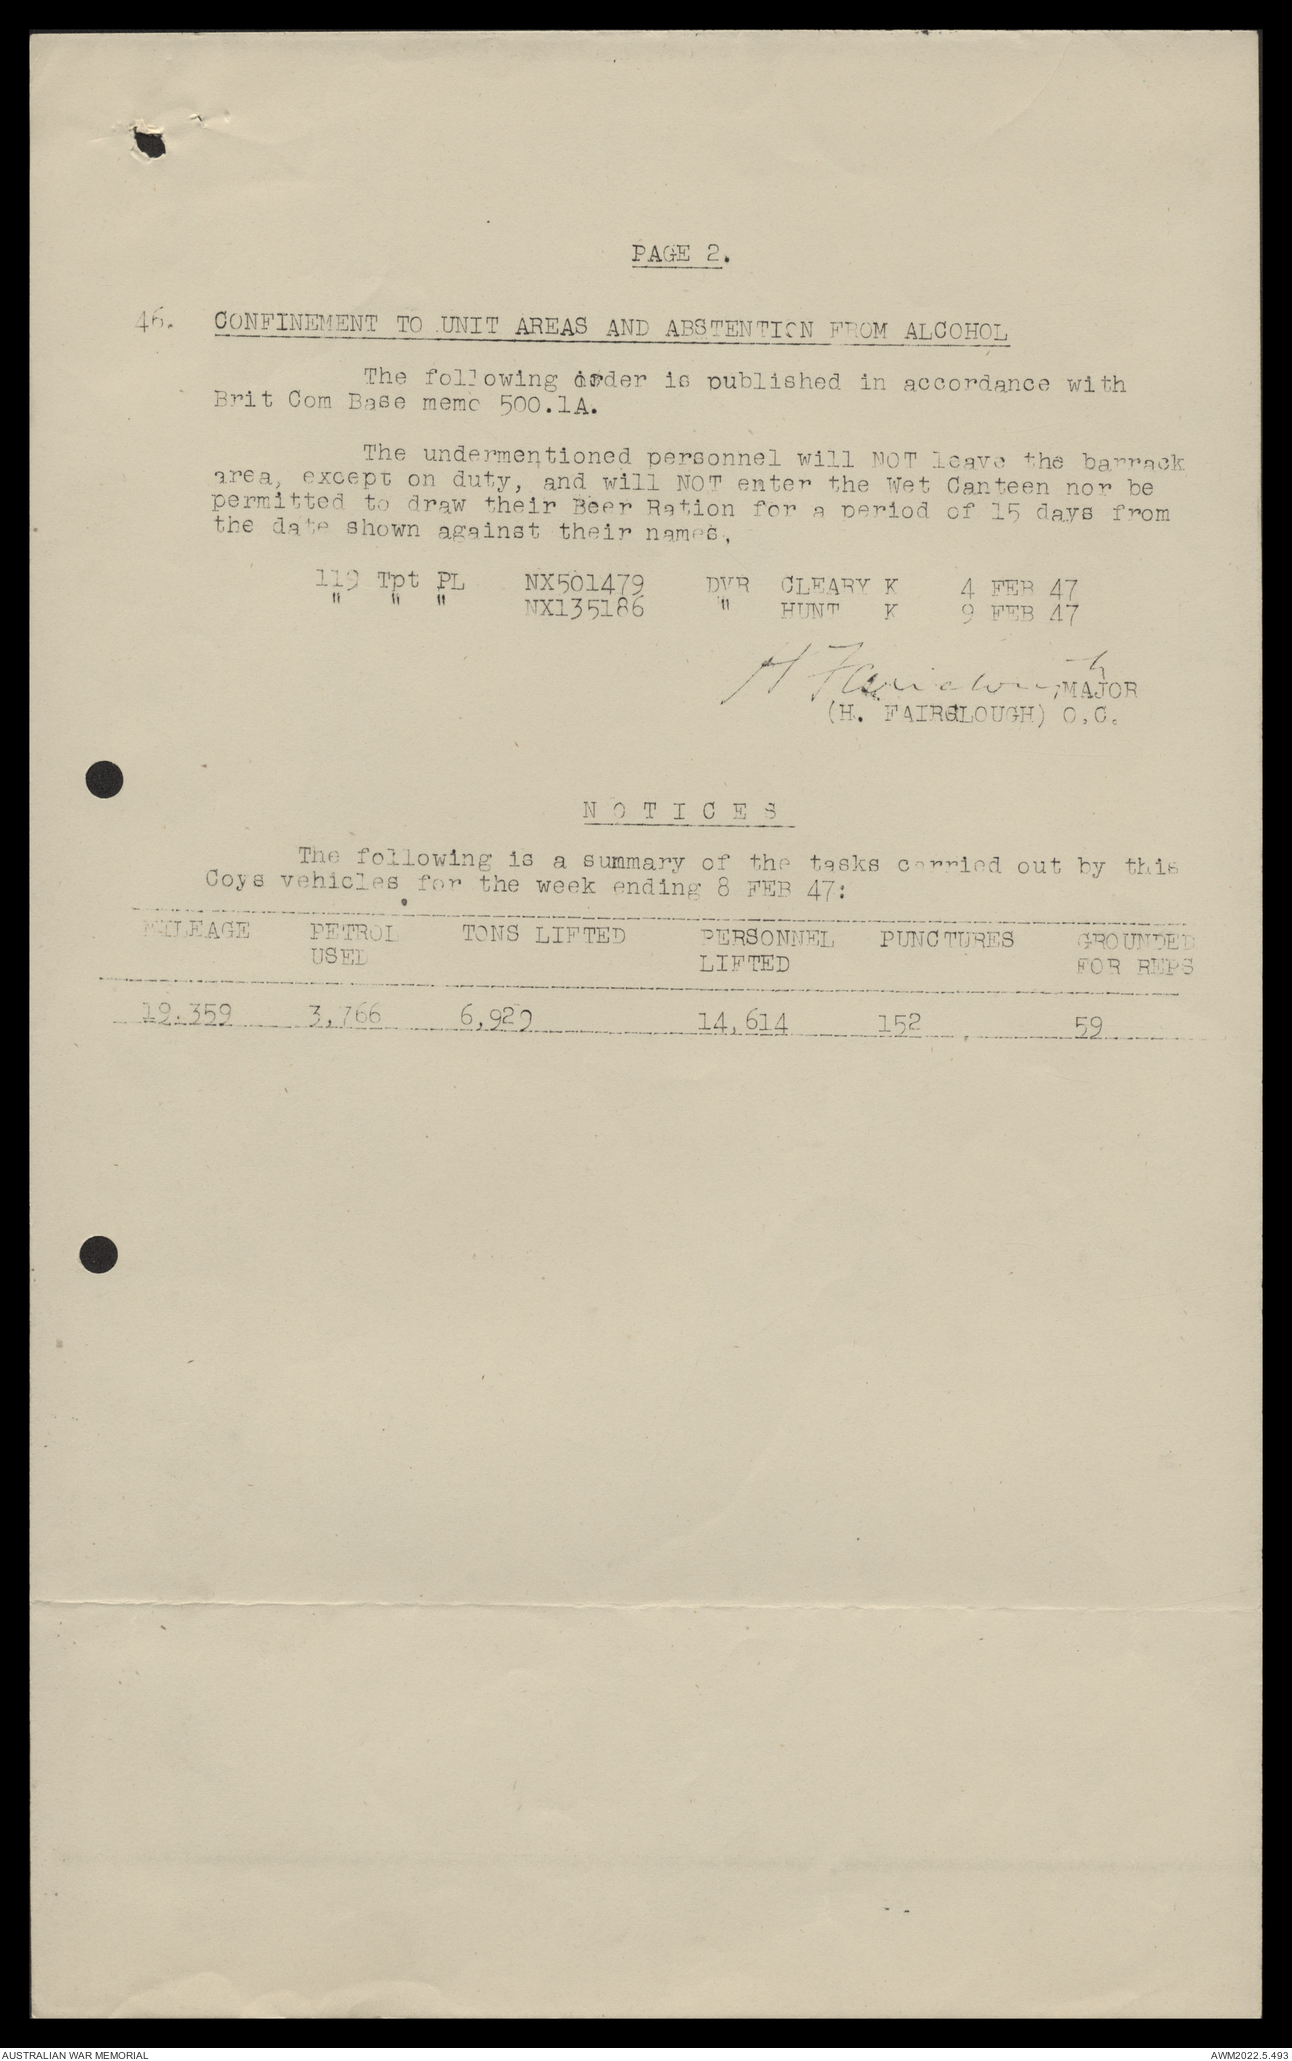 PAGE 2.
46. CONFINEMENT TO UNIT AREAS AND ABSTENTION FROM ALCOHOL
The following order is published in accordance with
Brit Com Base memo 500.1A.
The undermentioned personnel will NOT leave the barrack
area, except on duty, and will NOT enter the Wet Canteen nor be
permitted to draw their Beer Ration for a period of 15 days from
the date shown against their names.
119 Tpt PL NX501479 DVR CLEARY K 4 FEB 47
" " " NX135186 " HUNT K 9 FEB 47
H Fairclough
;MAJOR
(H. FAIRCLOUGH) O.C.
N O T I C E S
The following is a summary of the tasks carried out by this
Coys vehicles for the week ending 8 FEB 47:
MILEAGE PETROL TONS LIFTED PERSONNEL PUNCTURES GROUNDED
USED LIFTED FOR REPS
19.359 3,766 6,929 14,614 152 59
AUSTRALIAN WAR MEMORIAL AWM2022.5.493